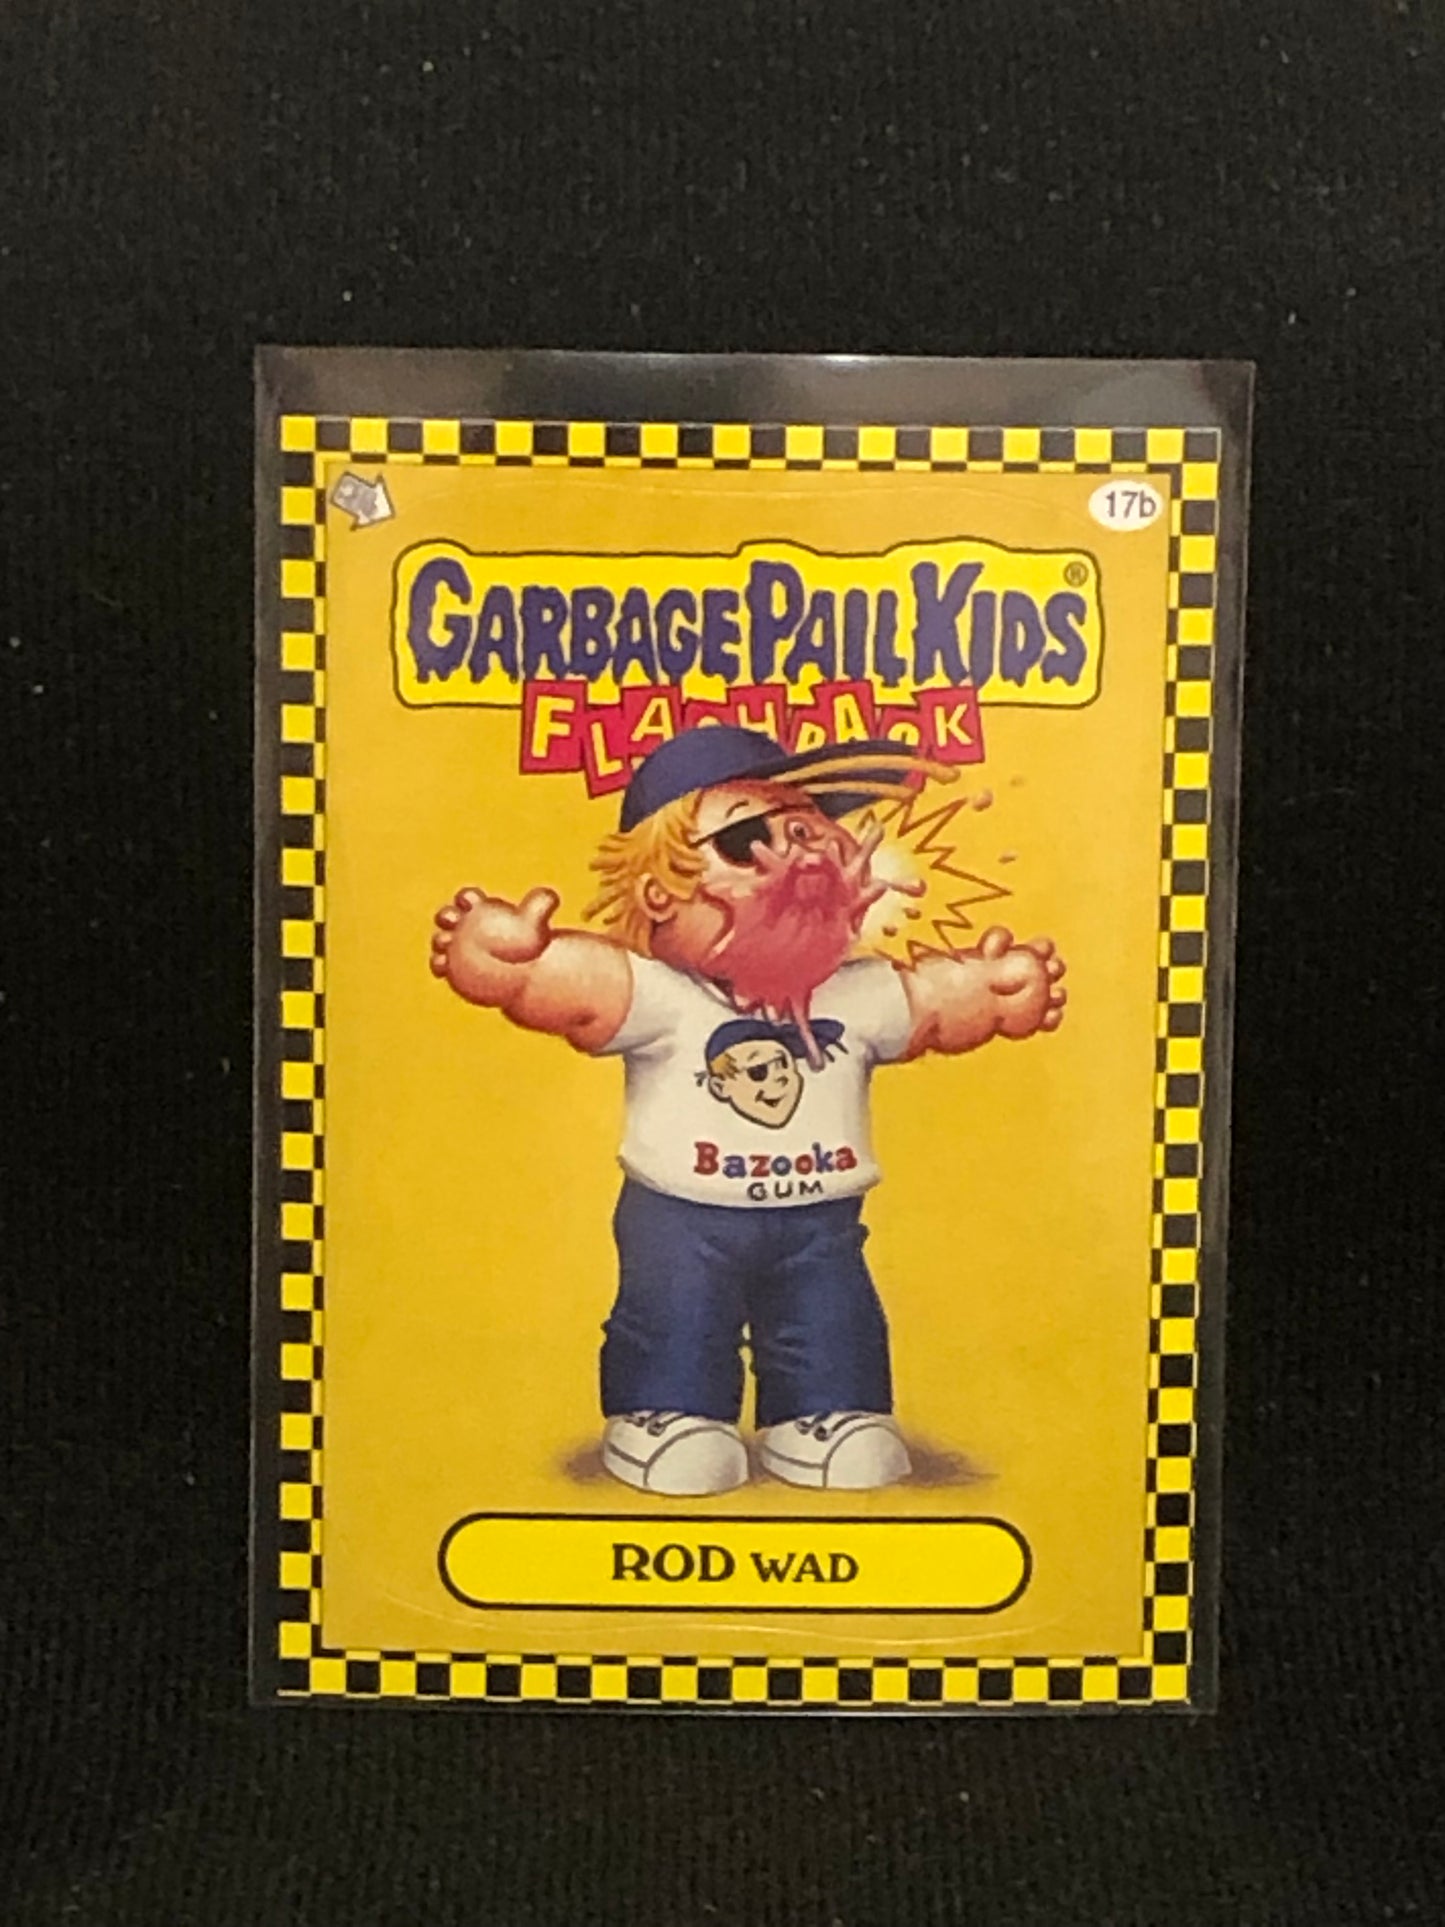 17b
GARBAGE PAIL KIDS®
FLASHBACK
Bazooka
GUM
ROD WAD